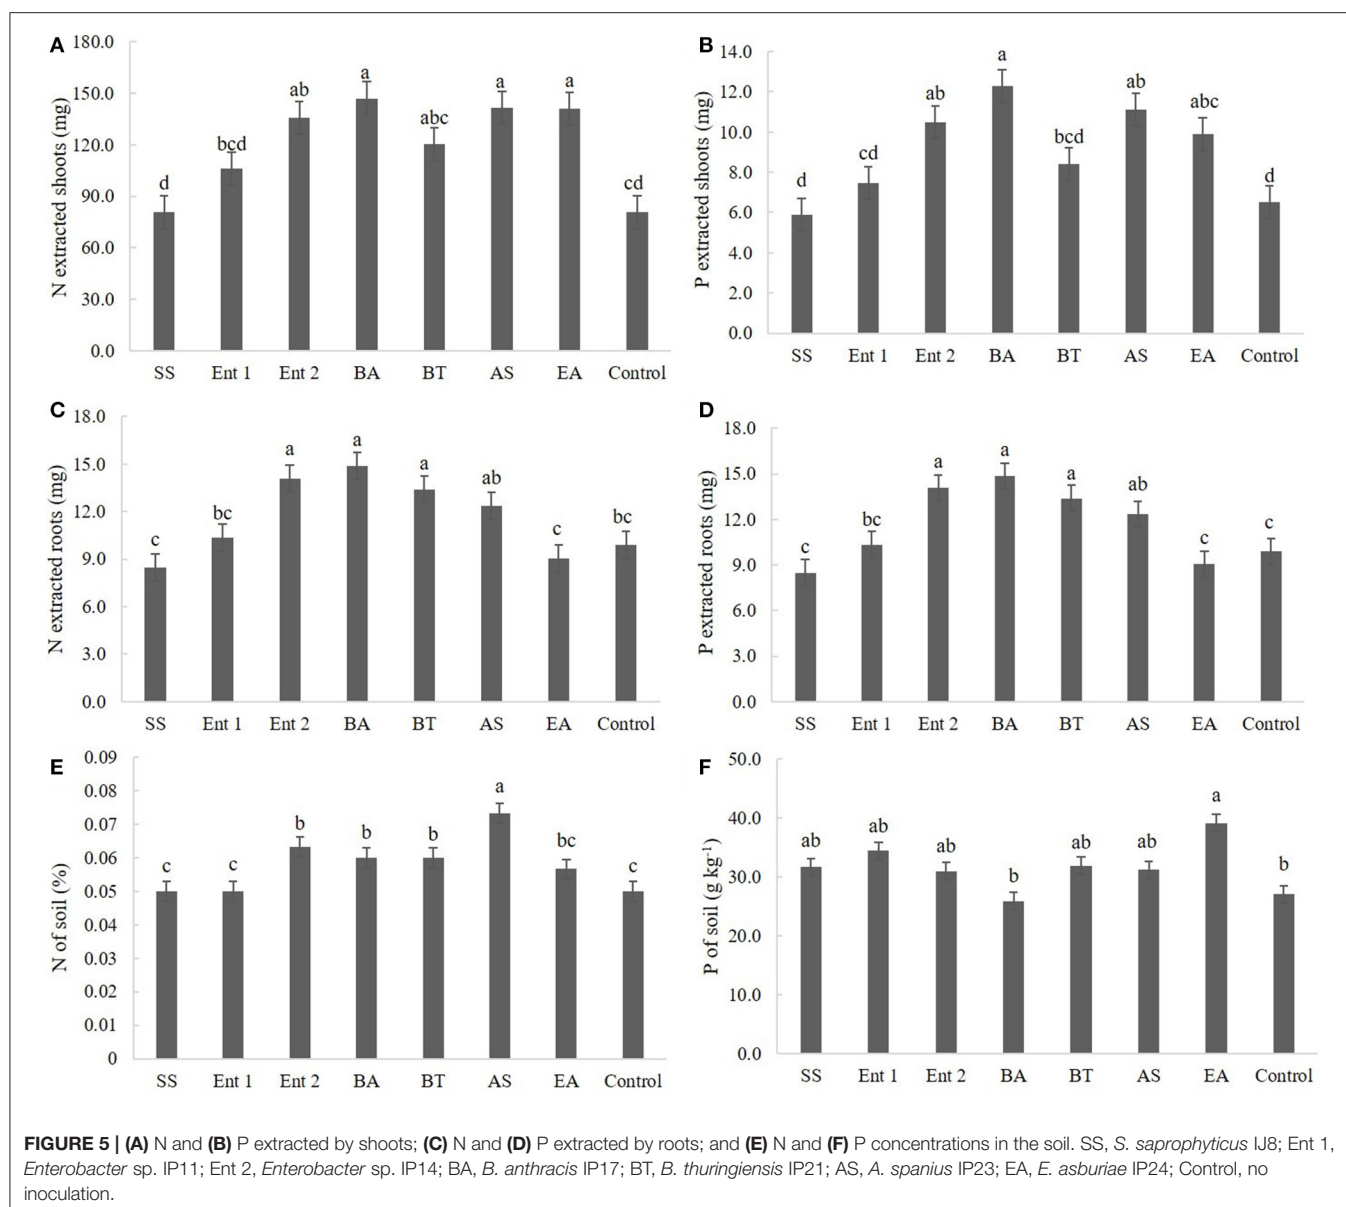 A
180.0
150.0
120.0
90.0
60.0
30.0
0.0
N extracted shoots (mg)
d bcd ab a abc a a cd
SS Ent 1 Ent 2 BA BT AS EA Control
B
14.0
12.0
10.0
8.0
6.0
4.0
2.0
0.0
P extracted shoots (mg)
d cd ab a bcd ab abc d
SS Ent 1 Ent 2 BA BT AS EA Control
C
18.0
15.0
12.0
9.0
6.0
3.0
0.0
N extracted roots (mg)
c bc a a a ab c bc
SS Ent 1 Ent 2 BA BT AS EA Control
D
18.0
15.0
12.0
9.0
6.0
3.0
0.0
P extracted roots (mg)
c bc a a a ab c c
SS Ent 1 Ent 2 BA BT AS EA Control
E
0.09
0.08
0.07
0.06
0.05
0.04
0.03
0.02
0.01
0
N of soil (%)
c c b b b a bc c
SS Ent 1 Ent 2 BA BT AS EA Control
F
50.0
40.0
30.0
20.0
10.0
0.0
P of soil (g kg⁻¹)
ab ab ab b ab ab a b
SS Ent 1 Ent 2 BA BT AS EA Control
FIGURE 5 | (A) N and (B) P extracted by shoots; (C) N and (D) P extracted by roots; and (E) N and (F) P concentrations in the soil. SS, S. saprophyticus IJ8; Ent 1,
Enterobacter sp. IP11; Ent 2, Enterobacter sp. IP14; BA, B. anthracis IP17; BT, B. thuringiensis IP21; AS, A. spanius IP23; EA, E. asburiae IP24; Control, no
inoculation.